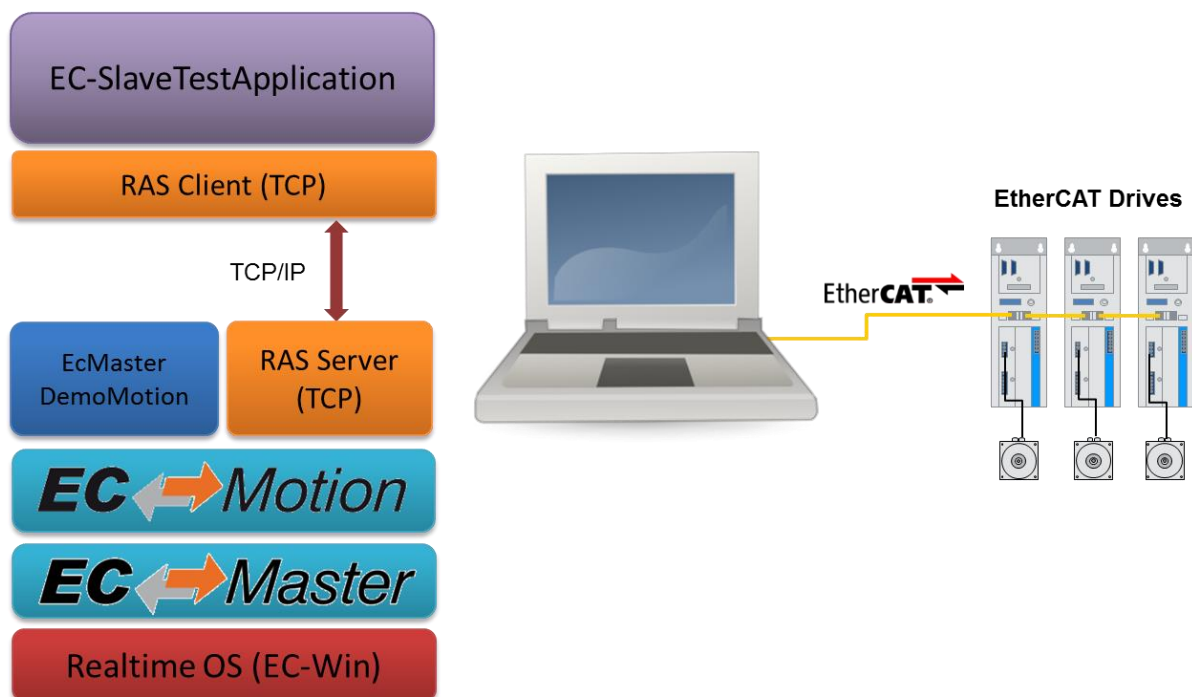 EC-SlaveTestApplication
RAS Client (TCP)
TCP/IP
EcMaster
DemoMotion
RAS Server
(TCP)
EC Motion
EC Master
Realtime OS (EC-Win)
EtherCAT®
EtherCAT Drives